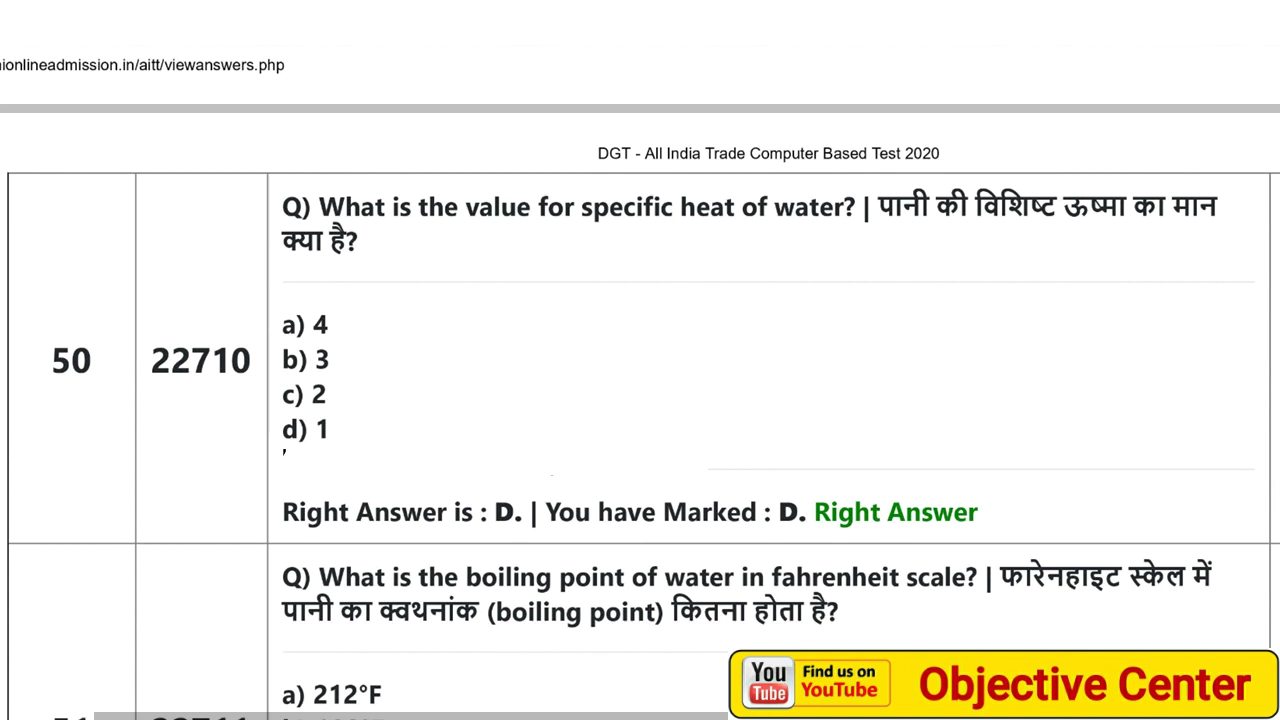 ionlineadmission.in/aitt/viewanswers.php
DGT - All India Trade Computer Based Test 2020
Q) What is the value for specific heat of water? | पानी की विशिष्ट ऊष्मा का मान
क्या है?
50
22710
a) 4
b) 3
c) 2
d) 1
Right Answer is : D. | You have Marked : D. Right Answer
Q) What is the boiling point of water in fahrenheit scale? | फारेनहाइट स्केल में
पानी का क्वथनांक (boiling point) कितना होता है?
a) 212°F
You Tube
Find us on
YouTube
Objective Center